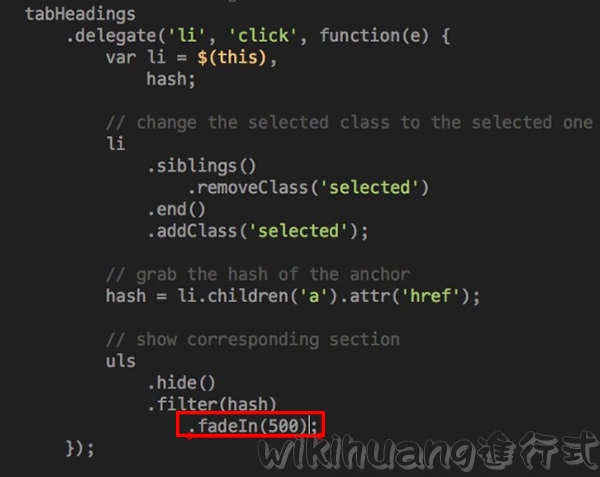 tabHeadings
.delegate('li', 'click', function(e) {
var li = $(this),
hash;
// change the selected class to the selected one
li
.siblings()
.removeClass('selected')
.end()
.addClass('selected');
// grab the hash of the anchor
hash = li.children('a').attr('href');
// show corresponding section
uls
.hide()
.filter(hash)
.fadeIn(500);
});
wikihuang進行式